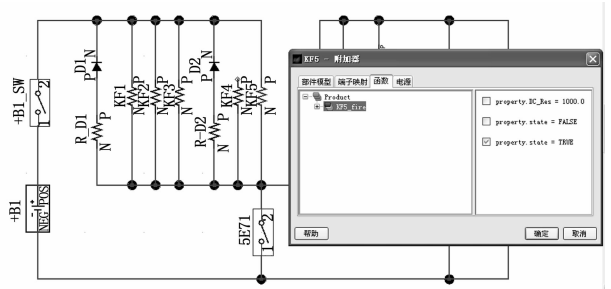 KF5 - 附加器
部件模型 端子映射 函数 电源
Product
KF5_fire
property.DC_Res = 1000.0
property.state = FALSE
property.state = TRUE
帮助 确定 取消
+B1_SW
2
1
+B1
NEG POS
D1
N
P
R_D1
P
N
KF1
P
N
KF2
P
N
KF3
P
N
D2
N
P
R-D2
P
N
KF4
P
N
KF5
P
N
5E71
2
1